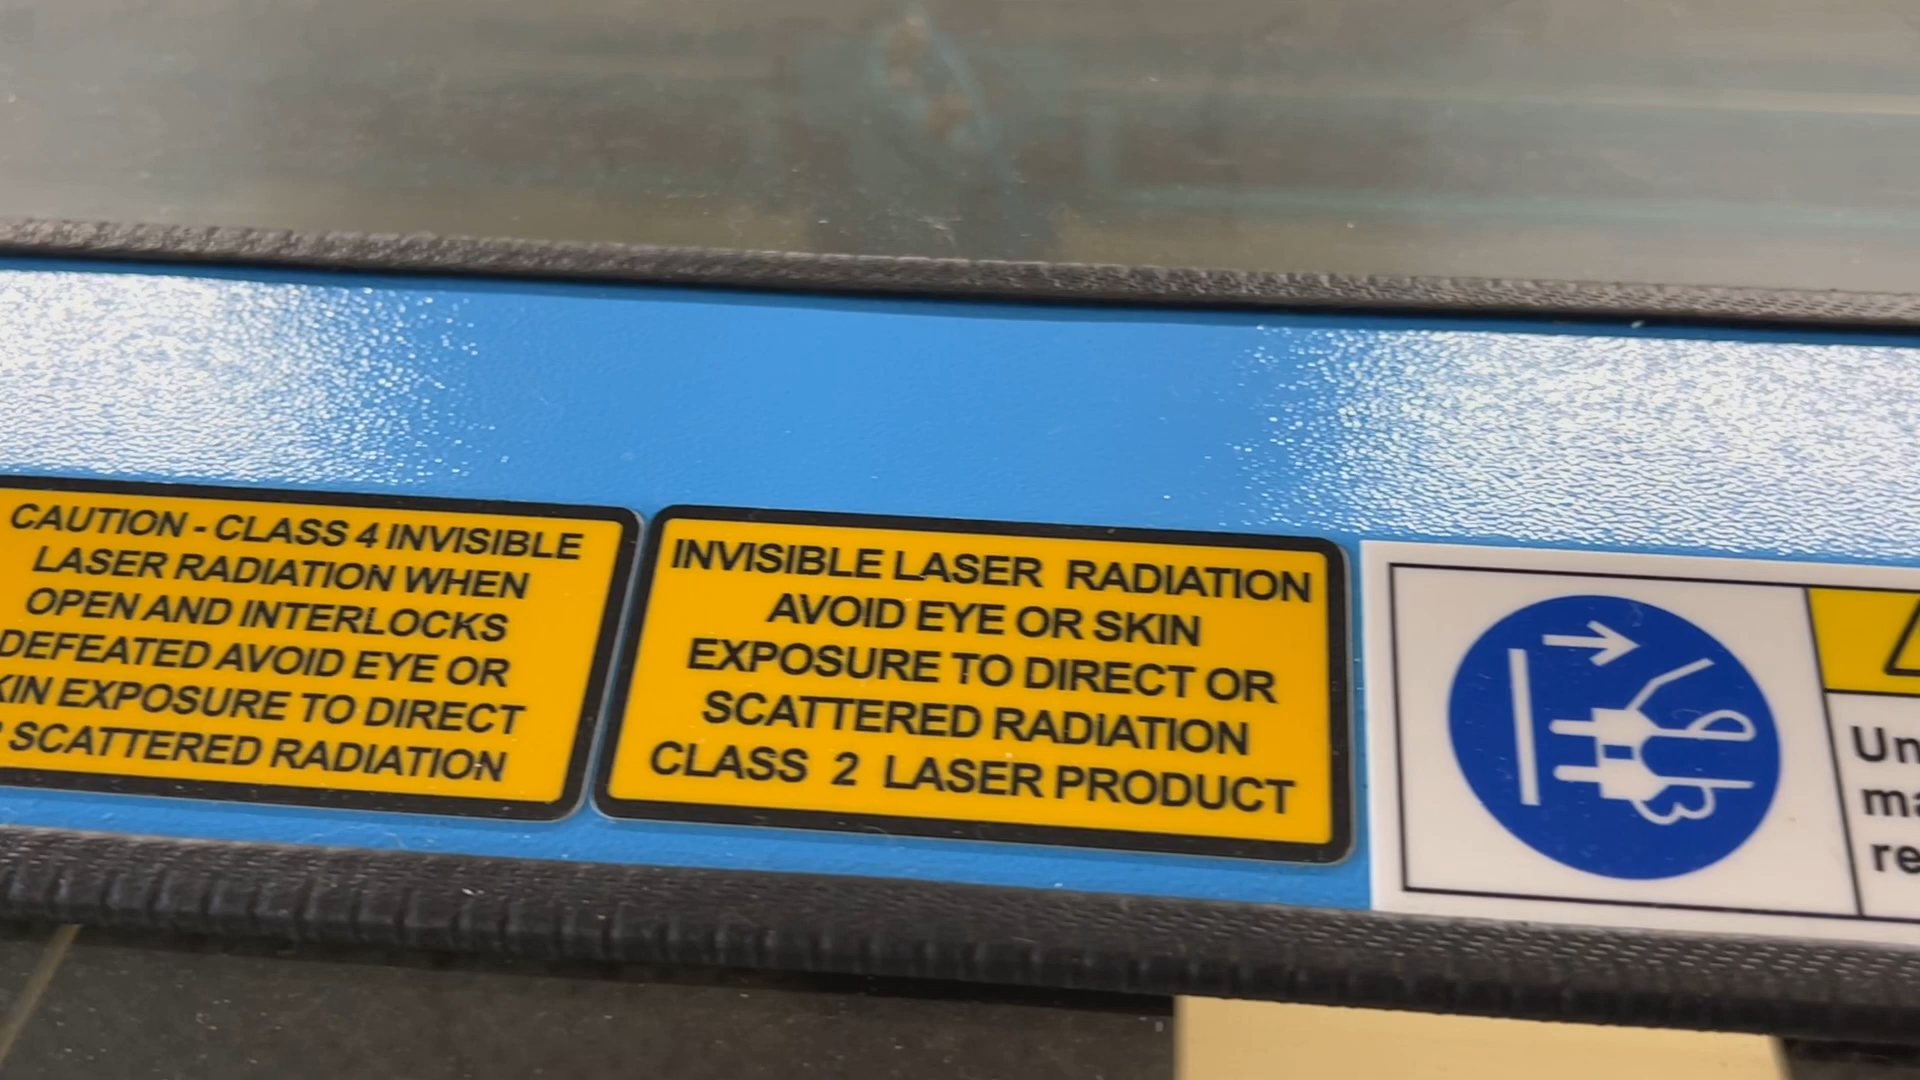 CAUTION - CLASS 4 INVISIBLE
LASER RADIATION WHEN
OPEN AND INTERLOCKS
DEFEATED AVOID EYE OR
EXPOSURE TO DIRECT
SCATTERED RADIATION
INVISIBLE LASER RADIATION
AVOID EYE OR SKIN
EXPOSURE TO DIRECT OR
SCATTERED RADIATION
CLASS 2 LASER PRODUCT